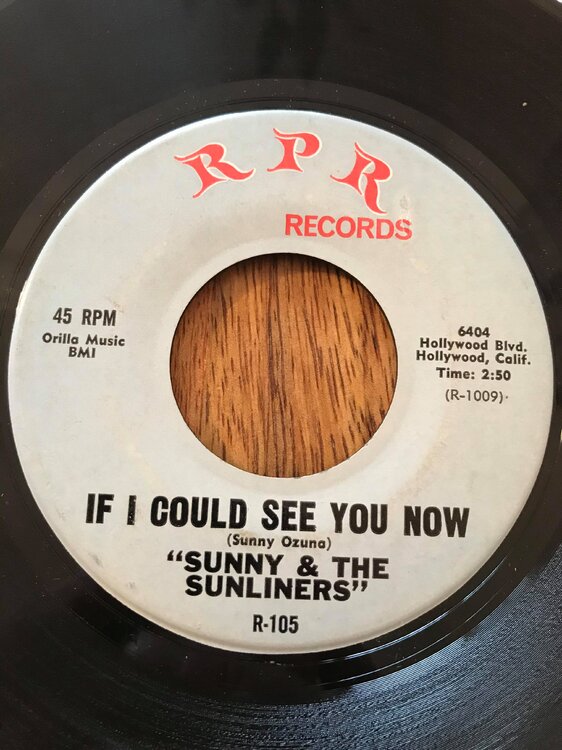 RPR
RECORDS
45 RPM
Orilla Music
BMI
6404
Hollywood Blvd.
Hollywood, Calif.
Time: 2:50
(R-1009)
IF I COULD SEE YOU NOW
(Sunny Ozuna)
"SUNNY & THE
SUNLINERS"
R-105